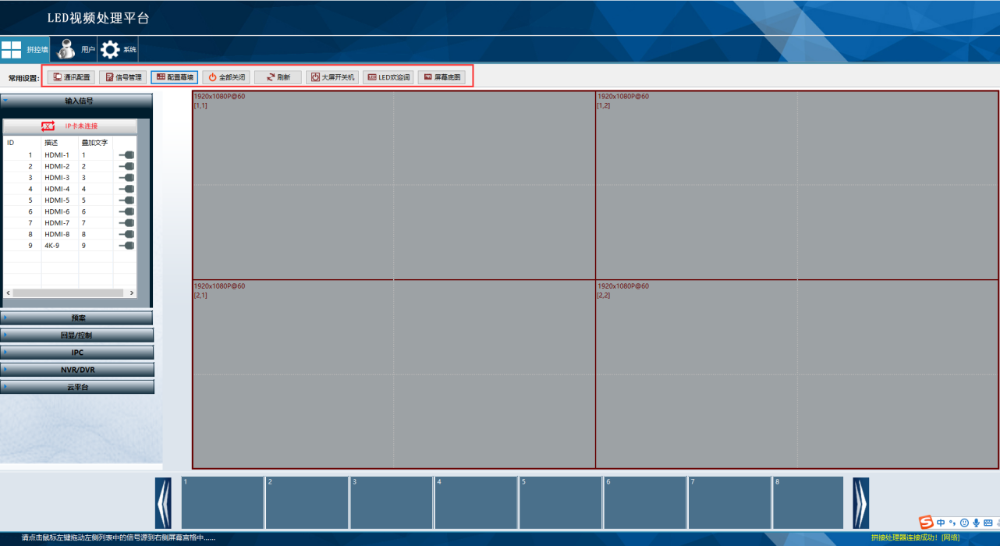 LED视频处理平台
拼控墙 用户 系统
常用设置: 通讯配置 信号管理 配置幕墙 全部关闭 刷新 大屏开关机 LED欢迎词 屏幕底图
输入信号
IP卡未连接
ID 描述 叠加文字
1 HDMI-1 1
2 HDMI-2 2
3 HDMI-3 3
4 HDMI-4 4
5 HDMI-5 5
6 HDMI-6 6
7 HDMI-7 7
8 HDMI-8 8
9 4K-9 9
预案
回显/控制
IPC
NVR/DVR
云平台
1920x1080P@60
[1,1]
1920x1080P@60
[1,2]
1920x1080P@60
[2,1]
1920x1080P@60
[2,2]
1 2 3 4 5 6 7 8
中
请点击鼠标左键拖动左侧列表中的信号源到右侧屏幕宫格中......
拼接处理器连接成功! [网络]